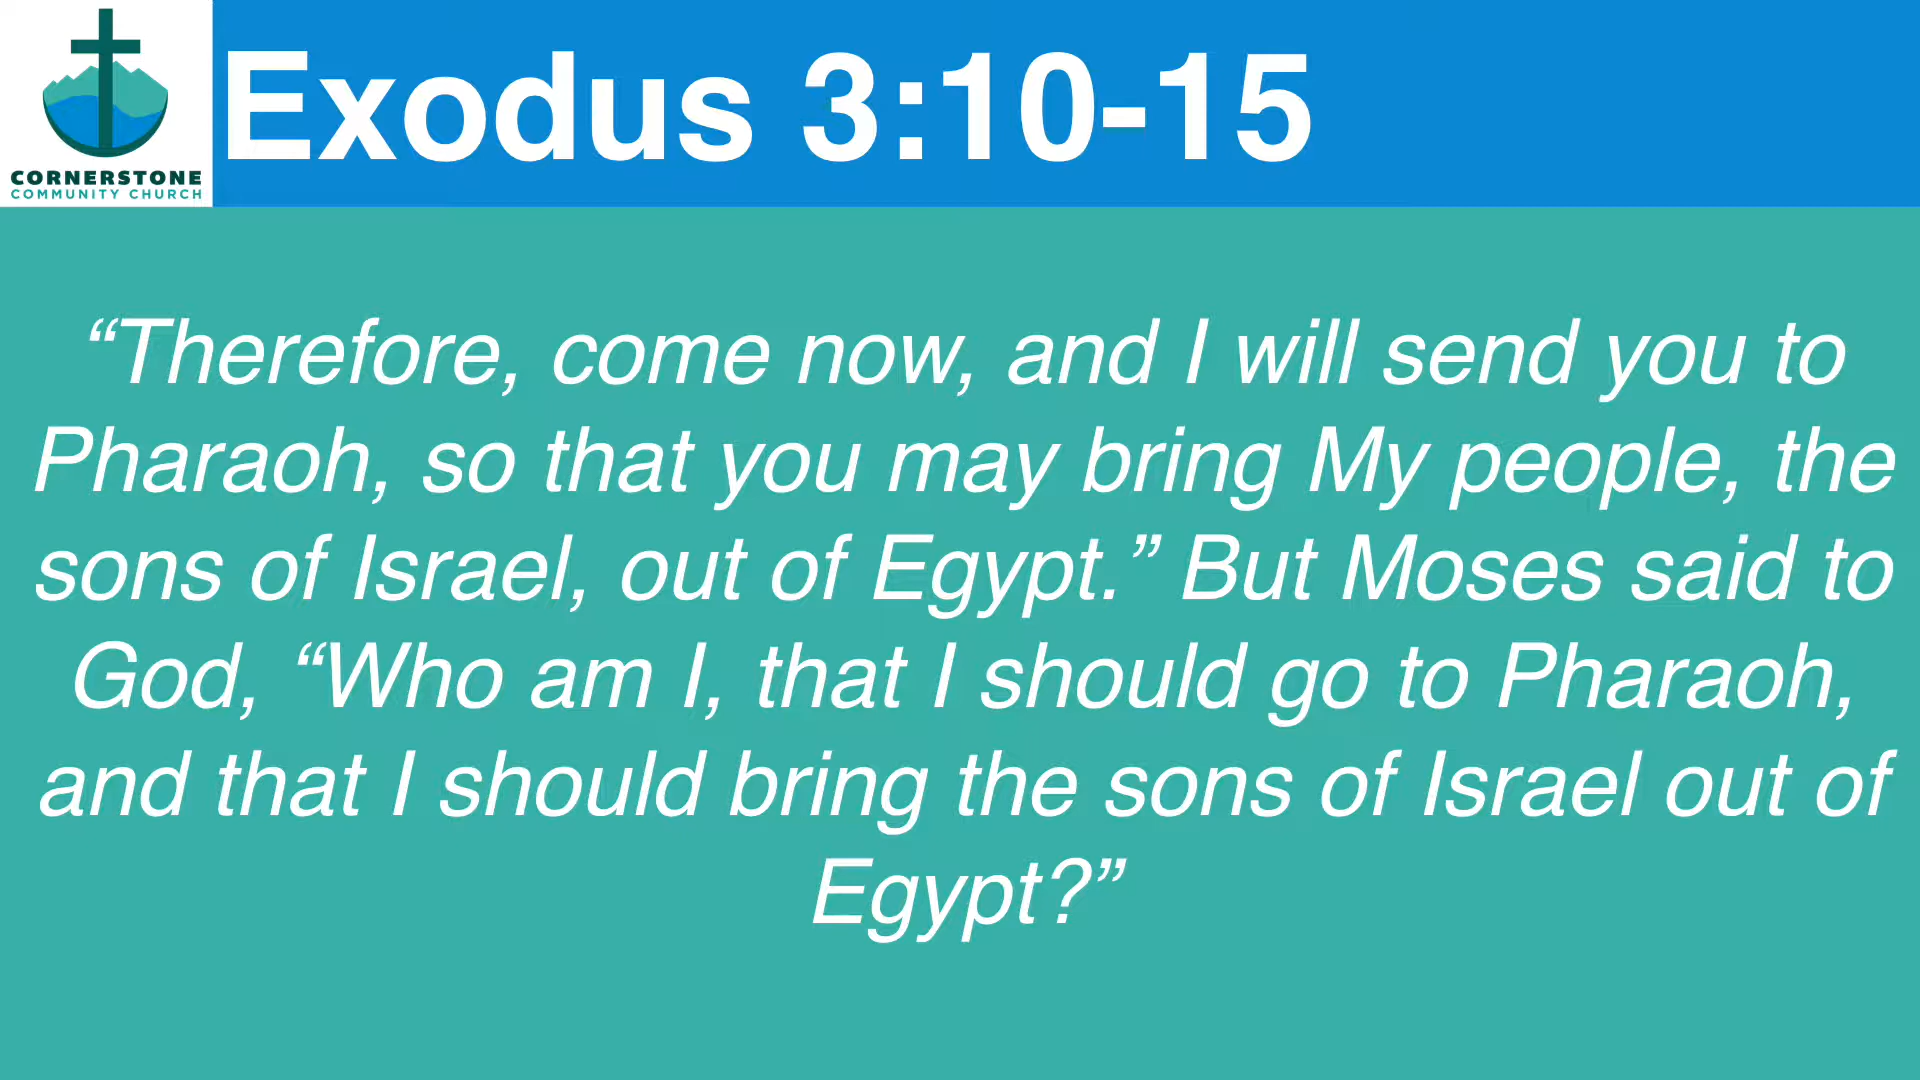 CORNERSTONE
COMMUNITY CHURCH
Exodus 3:10-15
“Therefore, come now, and I will send you to
Pharaoh, so that you may bring My people, the
sons of Israel, out of Egypt.” But Moses said to
God, “Who am I, that I should go to Pharaoh,
and that I should bring the sons of Israel out of
Egypt?”